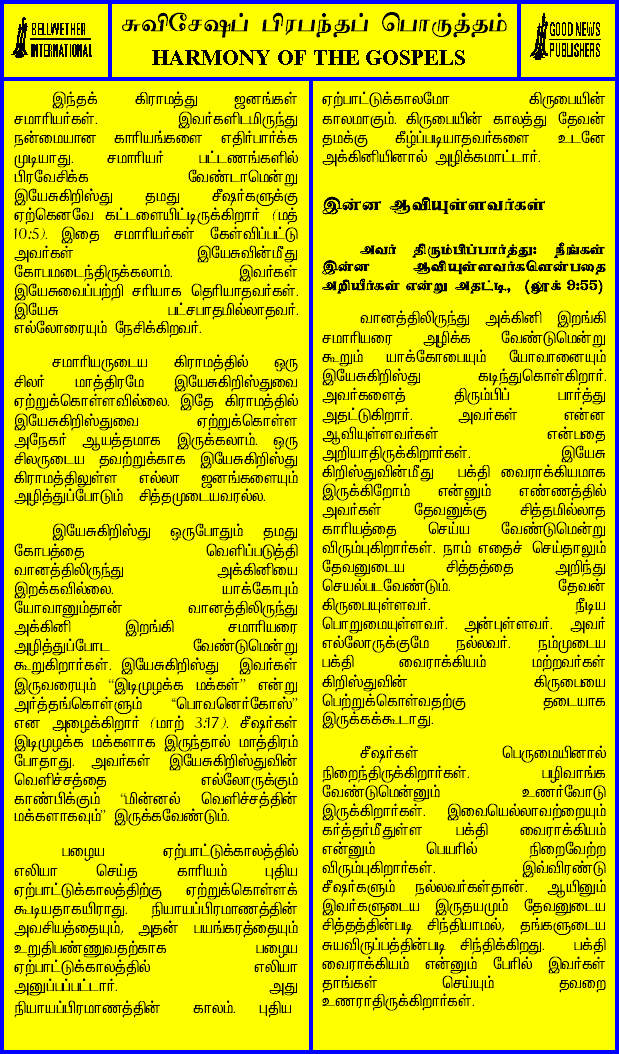 BELLWETHER
INTERNATIONAL
சுவிசேஷப் பிரபந்தப் பொருத்தம்
HARMONY OF THE GOSPELS
GOOD NEWS
PUBLISHERS
இந்தக் கிராமத்து ஜனங்கள்
சமாரியர்கள். இவர்களிடமிருந்து
நன்மையான காரியங்களை எதிர்பார்க்க
முடியாது. சமாரியர் பட்டணங்களில்
பிரவேசிக்க வேண்டாமென்று
இயேசுகிறிஸ்து தமது சீஷர்களுக்கு
ஏற்கெனவே கட்டளையிட்டிருக்கிறார் (மத்
10:5). இதை சமாரியர்கள் கேள்விப்பட்டு
அவர்கள் இயேசுவின்மீது
கோபமடைந்திருக்கலாம். இவர்கள்
இயேசுவைப்பற்றி சரியாக தெரியாதவர்கள்.
இயேசு பட்சபாதமில்லாதவர்.
எல்லோரையும் நேசிக்கிறவர்.
சமாரியருடைய கிராமத்தில் ஒரு
சிலர் மாத்திரமே இயேசுகிறிஸ்துவை
ஏற்றுக்கொள்ளவில்லை. இதே கிராமத்தில்
இயேசுகிறிஸ்துவை ஏற்றுக்கொள்ள
அநேகர் ஆயத்தமாக இருக்கலாம். ஒரு
சிலருடைய தவற்றுக்காக இயேசுகிறிஸ்து
கிராமத்திலுள்ள எல்லா ஜனங்களையும்
அழித்துப்போடும் சித்தமுடையவரல்ல.
இயேசுகிறிஸ்து ஒருபோதும் தமது
கோபத்தை வெளிப்படுத்தி
வானத்திலிருந்து அக்கினியை
இறக்கவில்லை. யாக்கோபும்
யோவானும்தான் வானத்திலிருந்து
அக்கினி இறங்கி சமாரியரை
அழித்துப்போட வேண்டுமென்று
கூறுகிறார்கள். இயேசுகிறிஸ்து இவர்கள்
இருவரையும் “இடிமுழக்க மக்கள்” என்று
அர்த்தங்கொள்ளும் “பொவனெர்கேஸ்”
என அழைக்கிறார் (மாற் 3:17). சீஷர்கள்
இடிமுழக்க மக்களாக இருந்தால் மாத்திரம்
போதாது. அவர்கள் இயேசுகிறிஸ்துவின்
வெளிச்சத்தை எல்லோருக்கும்
காண்பிக்கும் “மின்னல் வெளிச்சத்தின்
மக்களாகவும்” இருக்கவேண்டும்.
பழைய ஏற்பாட்டுக்காலத்தில்
எலியா செய்த காரியம் புதிய
ஏற்பாட்டுக்காலத்திற்கு ஏற்றுக்கொள்ளக்
கூடியதாகயிராது. நியாயப்பிரமாணத்தின்
அவசியத்தையும், அதன் பயங்கரத்தையும்
உறுதிபண்ணுவதற்காக பழைய
ஏற்பாட்டுக்காலத்தில் எலியா
அனுப்பப்பட்டார். அது
நியாயப்பிரமாணத்தின் காலம். புதிய
ஏற்பாட்டுக்காலமோ கிருபையின்
காலமாகும். கிருபையின் காலத்து தேவன்
தமக்கு கீழ்ப்படியாதவர்களை உடனே
அக்கினியினால் அழிக்கமாட்டார்.
இன்ன ஆவியுள்ளவர்கள்
அவர் திரும்பிப்பார்த்து: நீங்கள்
இன்ன ஆவியுள்ளவர்களென்பதை
அறியீர்கள் என்று அதட்டி, (லூக் 9:55)
வானத்திலிருந்து அக்கினி இறங்கி
சமாரியரை அழிக்க வேண்டுமென்று
கூறும் யாக்கோபையும் யோவானையும்
இயேசுகிறிஸ்து கடிந்துகொள்கிறார்.
அவர்களைத் திரும்பிப் பார்த்து
அதட்டுகிறார். அவர்கள் என்ன
ஆவியுள்ளவர்கள் என்பதை
அறியாதிருக்கிறார்கள். இயேசு
கிறிஸ்துவின்மீது பக்தி வைராக்கியமாக
இருக்கிறோம் என்னும் எண்ணத்தில்
அவர்கள் தேவனுக்கு சித்தமில்லாத
காரியத்தை செய்ய வேண்டுமென்று
விரும்புகிறார்கள். நாம் எதைச் செய்தாலும்
தேவனுடைய சித்தத்தை அறிந்து
செயல்படவேண்டும். தேவன்
கிருபையுள்ளவர். நீடிய
பொறுமையுள்ளவர். அன்புள்ளவர். அவர்
எல்லோருக்குமே நல்லவர். நம்முடைய
பக்தி வைராக்கியம் மற்றவர்கள்
கிறிஸ்துவின் கிருபையை
பெற்றுக்கொள்வதற்கு தடையாக
இருக்கக்கூடாது.
சீஷர்கள் பெருமையினால்
நிறைந்திருக்கிறார்கள். பழிவாங்க
வேண்டுமென்னும் உணர்வோடு
இருக்கிறார்கள். இவையெல்லாவற்றையும்
கர்த்தர்மீதுள்ள பக்தி வைராக்கியம்
என்னும் பெயரில் நிறைவேற்ற
விரும்புகிறார்கள். இவ்விரண்டு
சீஷர்களும் நல்லவர்கள்தான். ஆயினும்
இவர்களுடைய இருதயமும் தேவனுடைய
சித்தத்தின்படி சிந்தியாமல், தங்களுடைய
சுயவிருப்பத்தின்படி சிந்திக்கிறது. பக்தி
வைராக்கியம் என்னும் பேரில் இவர்கள்
தாங்கள் செய்யும் தவறை
உணராதிருக்கிறார்கள்.